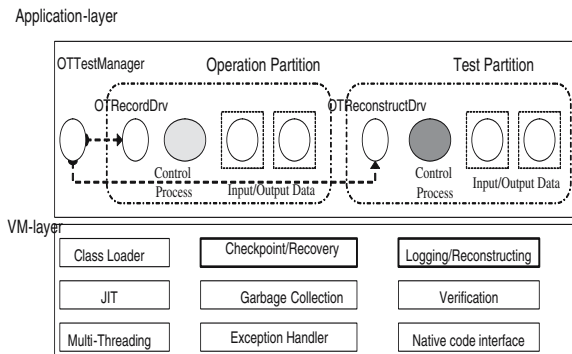 Application-layer
OTTestManager
Operation Partition
Test Partition
OTRecordDrv
OTReconstructDrv
Control
Process
Input/Output Data
Control
Process
Input/Output Data
VM-layer
Class Loader
Checkpoint/Recovery
Logging/Reconstructing
JIT
Garbage Collection
Verification
Multi-Threading
Exception Handler
Native code interface